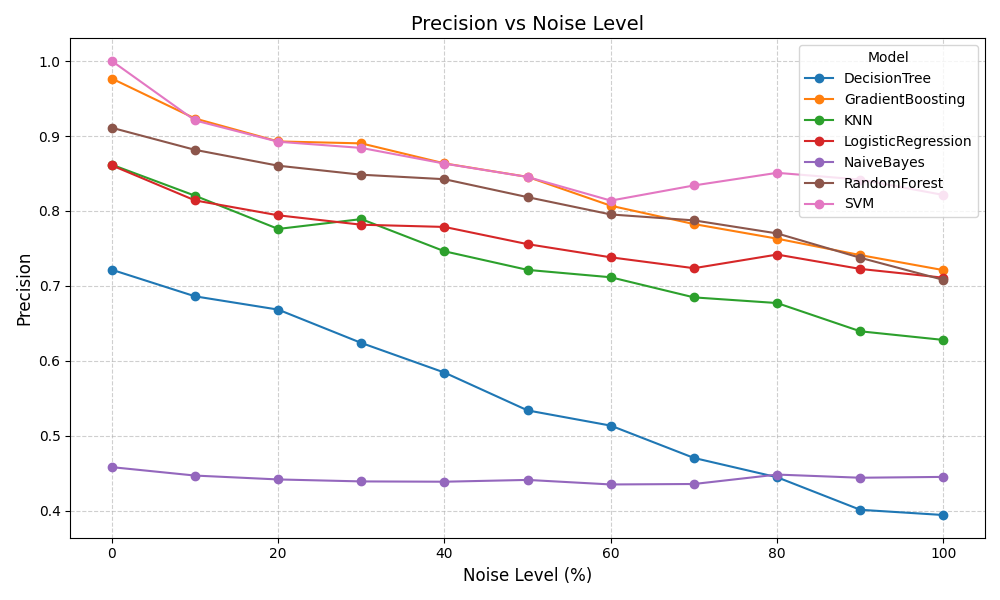 Precision vs Noise Level
Model
DecisionTree
GradientBoosting
KNN
LogisticRegression
NaiveBayes
RandomForest
SVM
Precision
1.0
0.9
0.8
0.7
0.6
0.5
0.4
0 20 40 60 80 100
Noise Level (%)